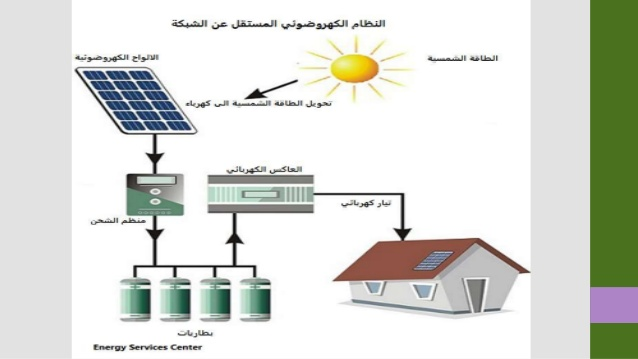 النظام الكهروضوئي المستقل عن الشبكة
الطاقة الشمسية
الالواح الكهروضوئية
تحويل الطاقة الشمسية الى كهرباء
العاكس الكهربائي
تيار كهربائي
منظم الشحن
بطاريات
Energy Services Center